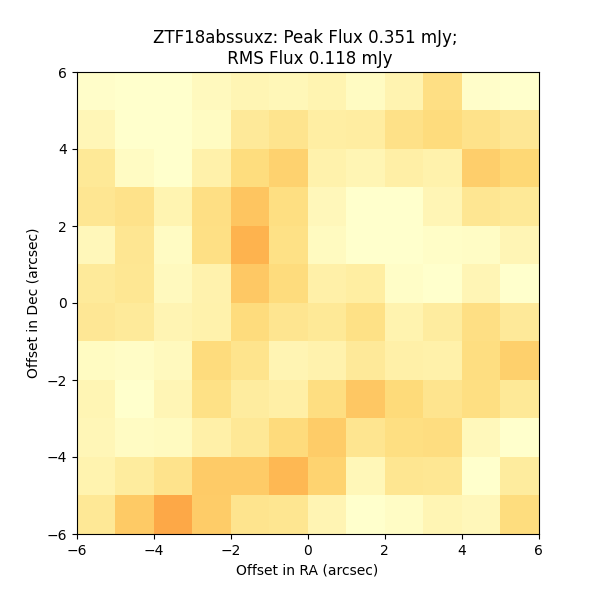 ZTF18abssuxz: Peak Flux 0.351 mJy;
RMS Flux 0.118 mJy
6
4
2
0
−2
−4
−6
Offset in Dec (arcsec)
−6 −4 −2 0 2 4 6
Offset in RA (arcsec)